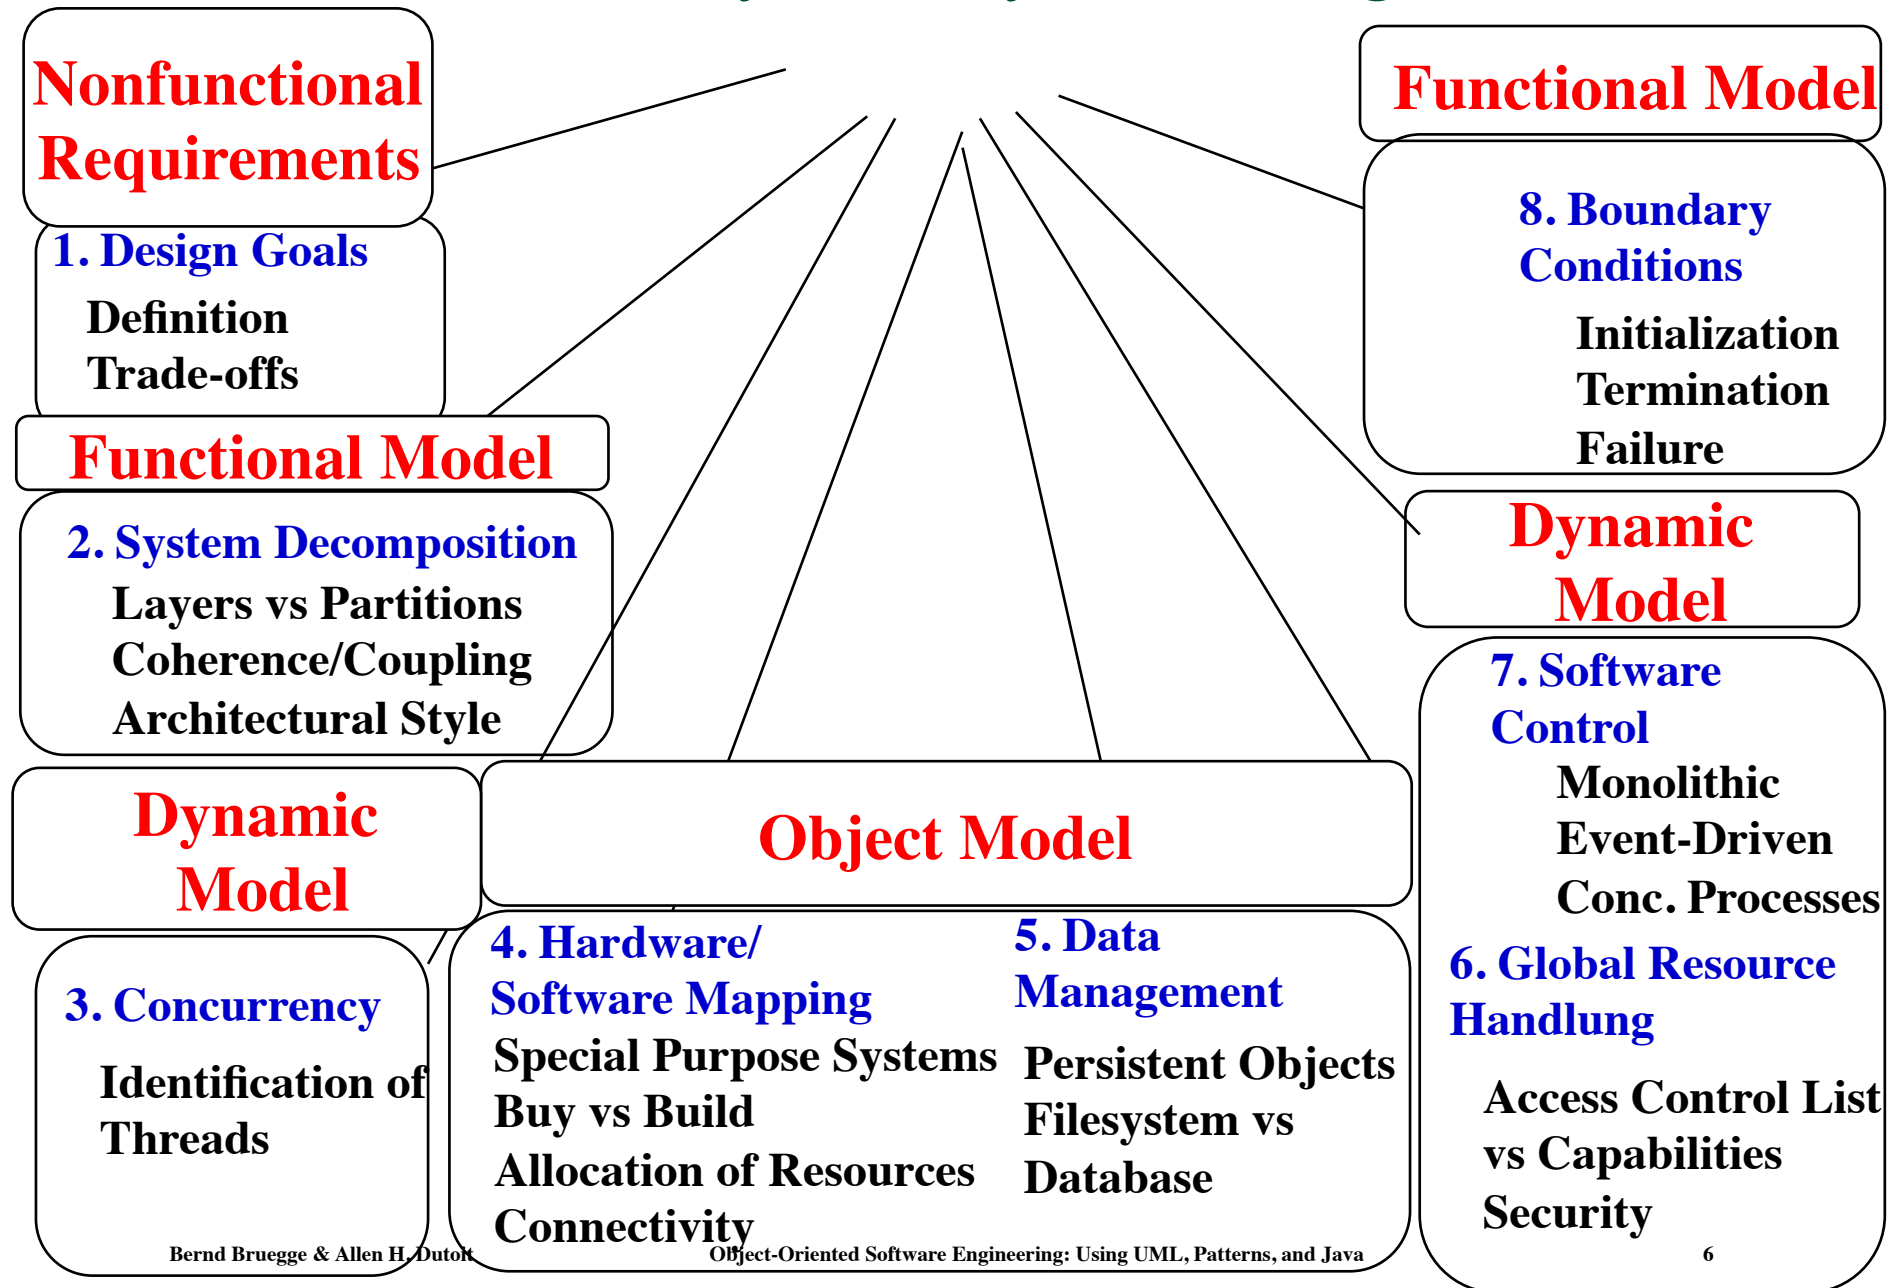 Nonfunctional
Requirements
1. Design Goals
Definition
Trade-offs
Functional Model
2. System Decomposition
Layers vs Partitions
Coherence/Coupling
Architectural Style
Dynamic
Model
3. Concurrency
Identification of
Threads
Object Model
4. Hardware/
Software Mapping
Special Purpose Systems
Buy vs Build
Allocation of Resources
Connectivity
5. Data
Management
Persistent Objects
Filesystem vs
Database
Functional Model
8. Boundary
Conditions
Initialization
Termination
Failure
Dynamic
Model
7. Software
Control
Monolithic
Event-Driven
Conc. Processes
6. Global Resource
Handlung
Access Control List
vs Capabilities
Security
Bernd Bruegge & Allen H. Dutoit
Object-Oriented Software Engineering: Using UML, Patterns, and Java
6